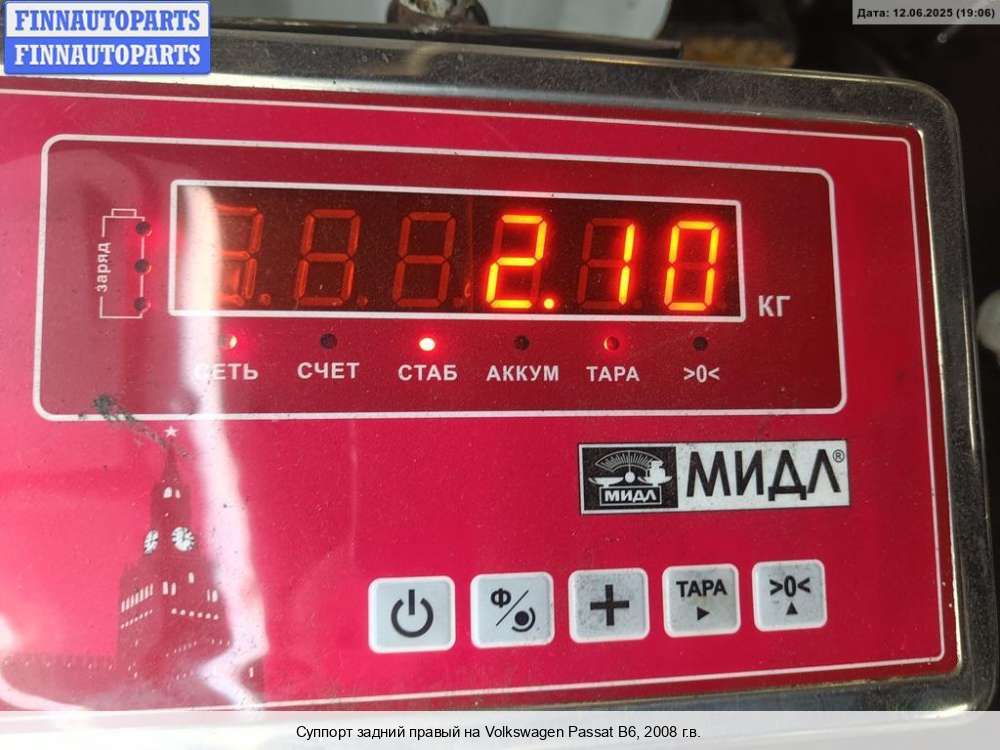 FINNAUTOPARTS
FINNAUTOPARTS
Дата: 12.06.2025 (19:06)
заряд
2.10
КГ
СЕТЬ СЧЕТ СТАБ АККУМ ТАРА >0<
МИДЛ МИДЛ®
Ф ТАРА >0<
Суппорт задний правый на Volkswagen Passat B6, 2008 г.в.